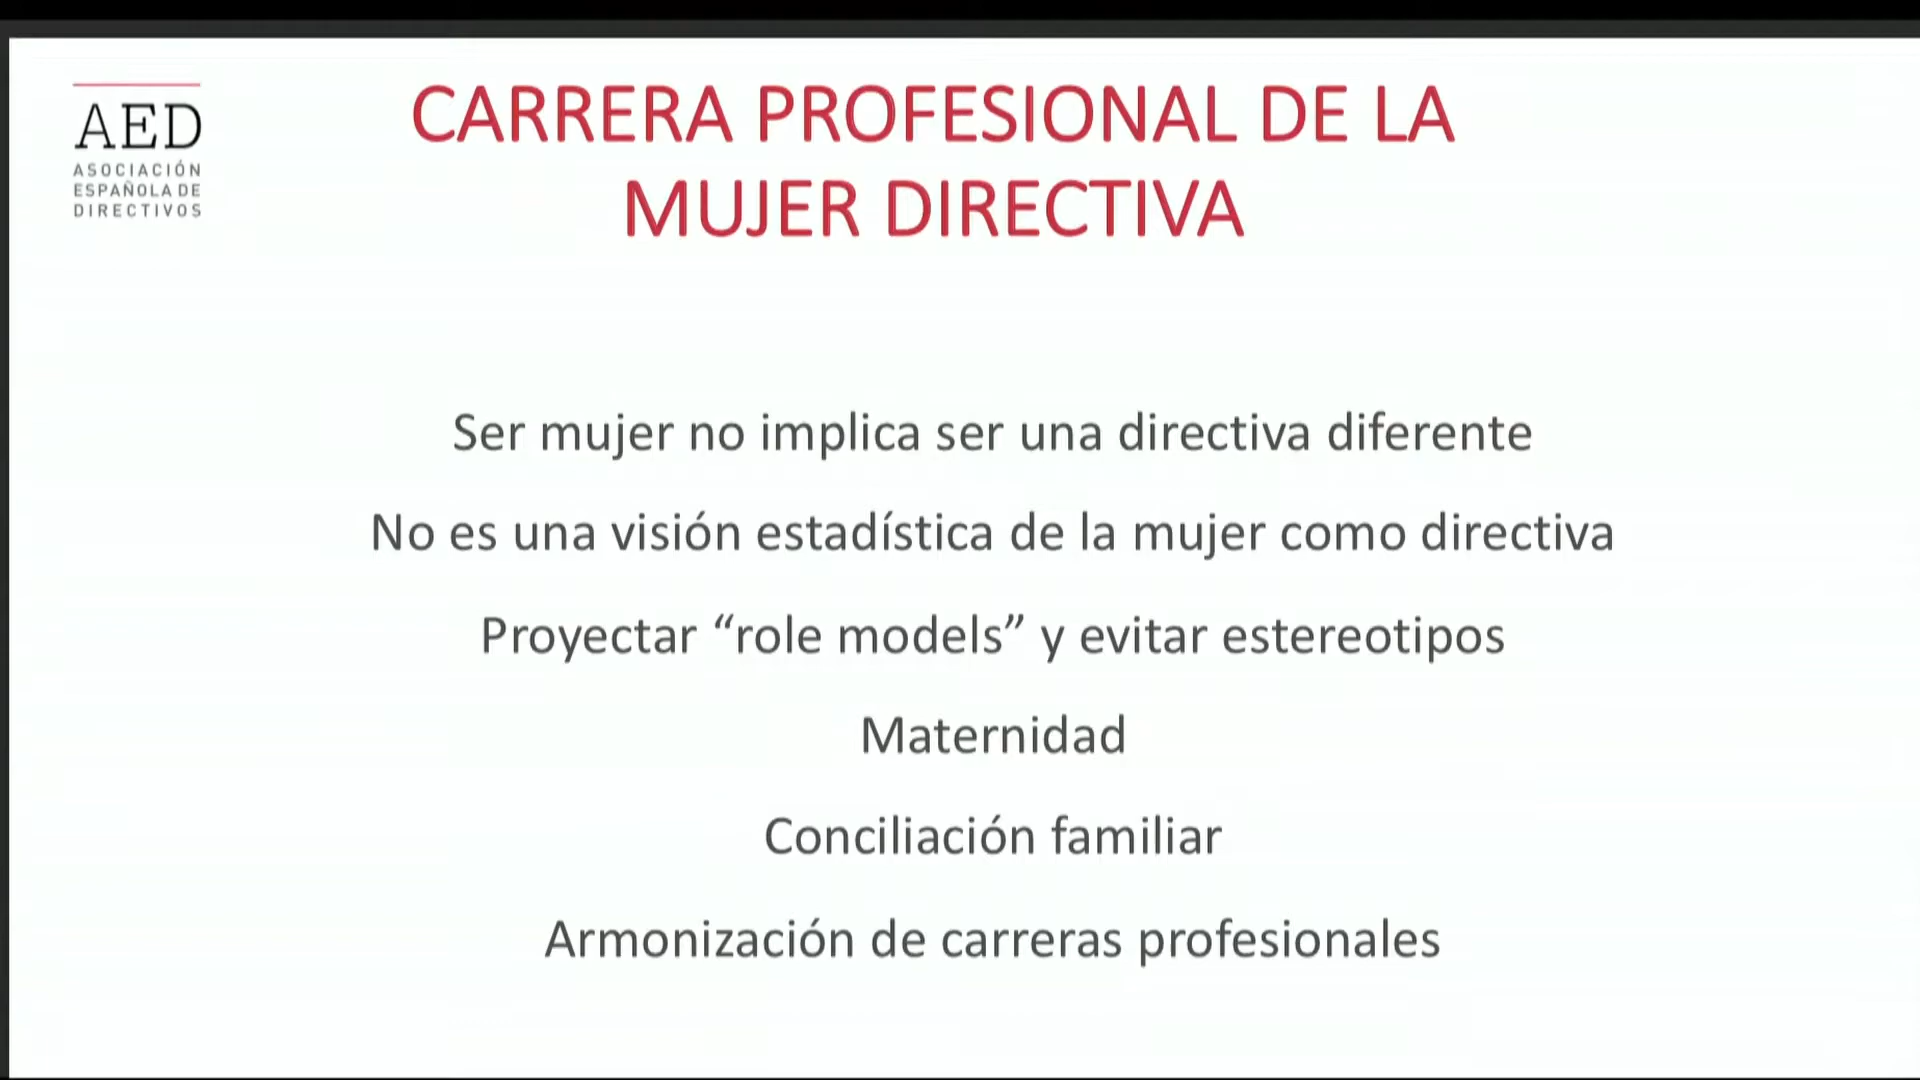 AED
ASOCIACIÓN
ESPAÑOLA DE
DIRECTIVOS
CARRERA PROFESIONAL DE LA
MUJER DIRECTIVA
Ser mujer no implica ser una directiva diferente
No es una visión estadística de la mujer como directiva
Proyectar “role models” y evitar estereotipos
Maternidad
Conciliación familiar
Armonización de carreras profesionales